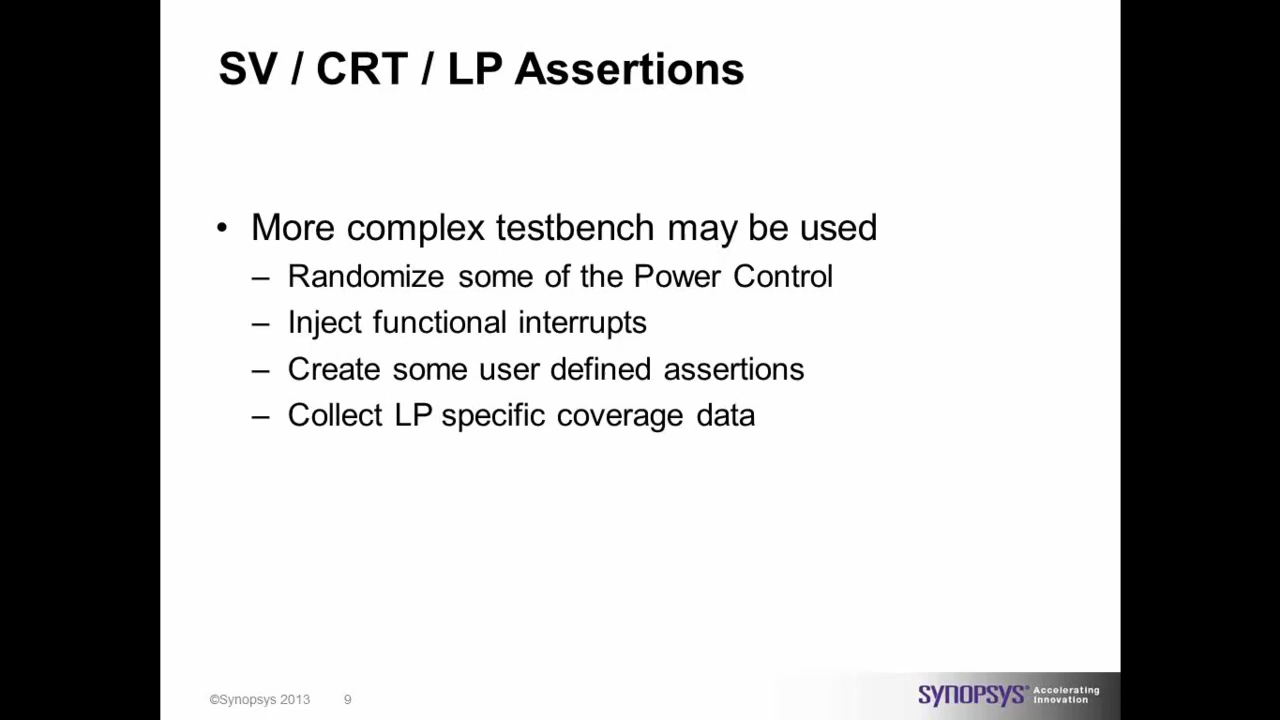 SV / CRT / LP Assertions
• More complex testbench may be used
– Randomize some of the Power Control
– Inject functional interrupts
– Create some user defined assertions
– Collect LP specific coverage data
©Synopsys 2013 9
SYNOPSYS® Accelerating
Innovation